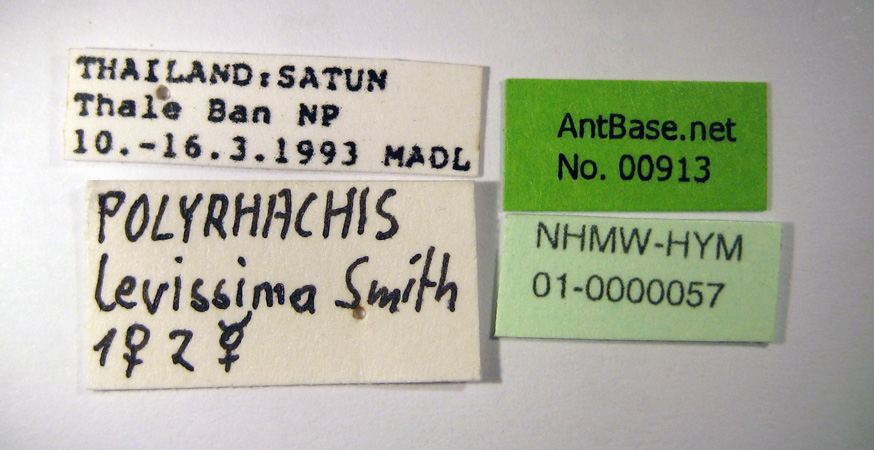 THAILAND:SATUN
Thale Ban NP
10.-16.3.1993 MADL
POLYRHACHIS
levissima Smith
1♀ 2 ☿
AntBase.net
No. 00913
NHMW-HYM
01-0000057